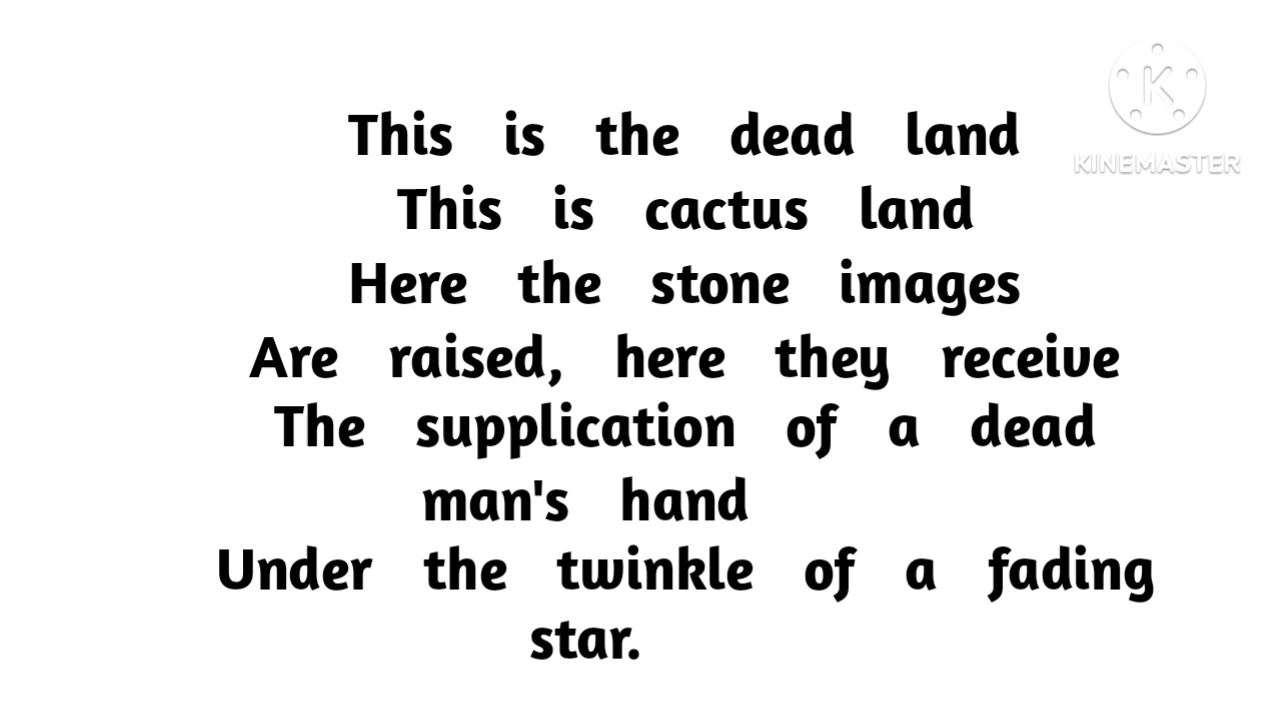 This is the dead land
This is cactus land
Here the stone images
Are raised, here they receive
The supplication of a dead
man's hand
Under the twinkle of a fading
star.
K
KINEMASTER